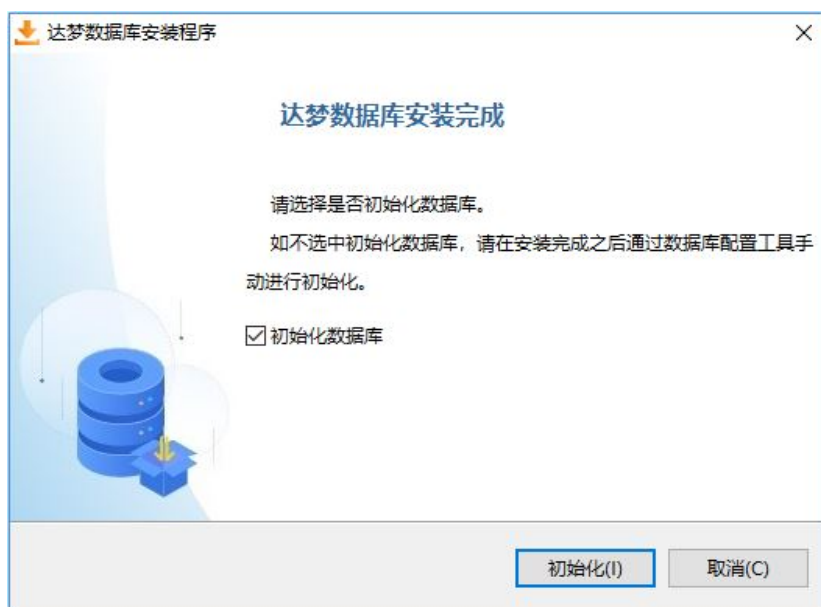 达梦数据库安装程序
达梦数据库安装完成
请选择是否初始化数据库。
如不选中初始化数据库，请在安装完成之后通过数据库配置工具手
动进行初始化。
初始化数据库
初始化(I)
取消(C)